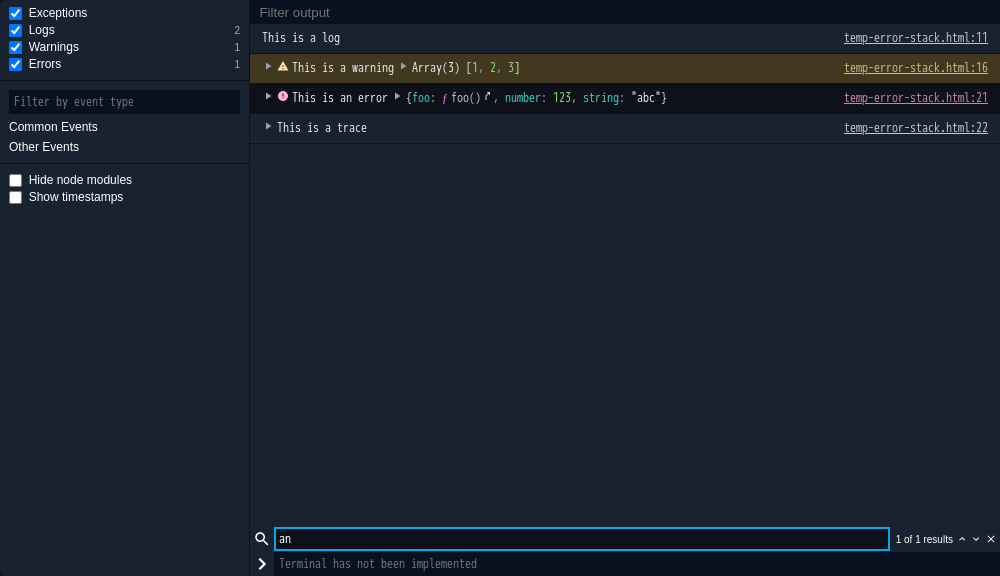 Exceptions
Logs 2
Warnings 1
Errors 1
Filter by event type
Common Events
Other Events
Hide node modules
Show timestamps
Filter output
This is a log temp-error-stack.html:11
This is a warning Array(3) [1, 2, 3] temp-error-stack.html:16
This is an error {foo: ƒ foo(), number: 123, string: "abc"} temp-error-stack.html:21
This is a trace temp-error-stack.html:22
an 1 of 1 results
Terminal has not been implemented